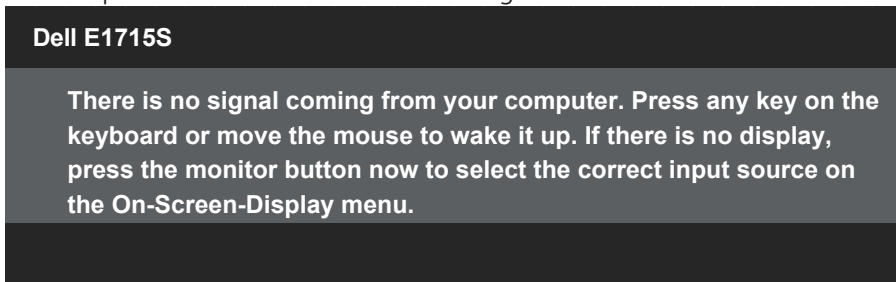 Dell E1715S
There is no signal coming from your computer. Press any key on the
keyboard or move the mouse to wake it up. If there is no display,
press the monitor button now to select the correct input source on
the On-Screen-Display menu.